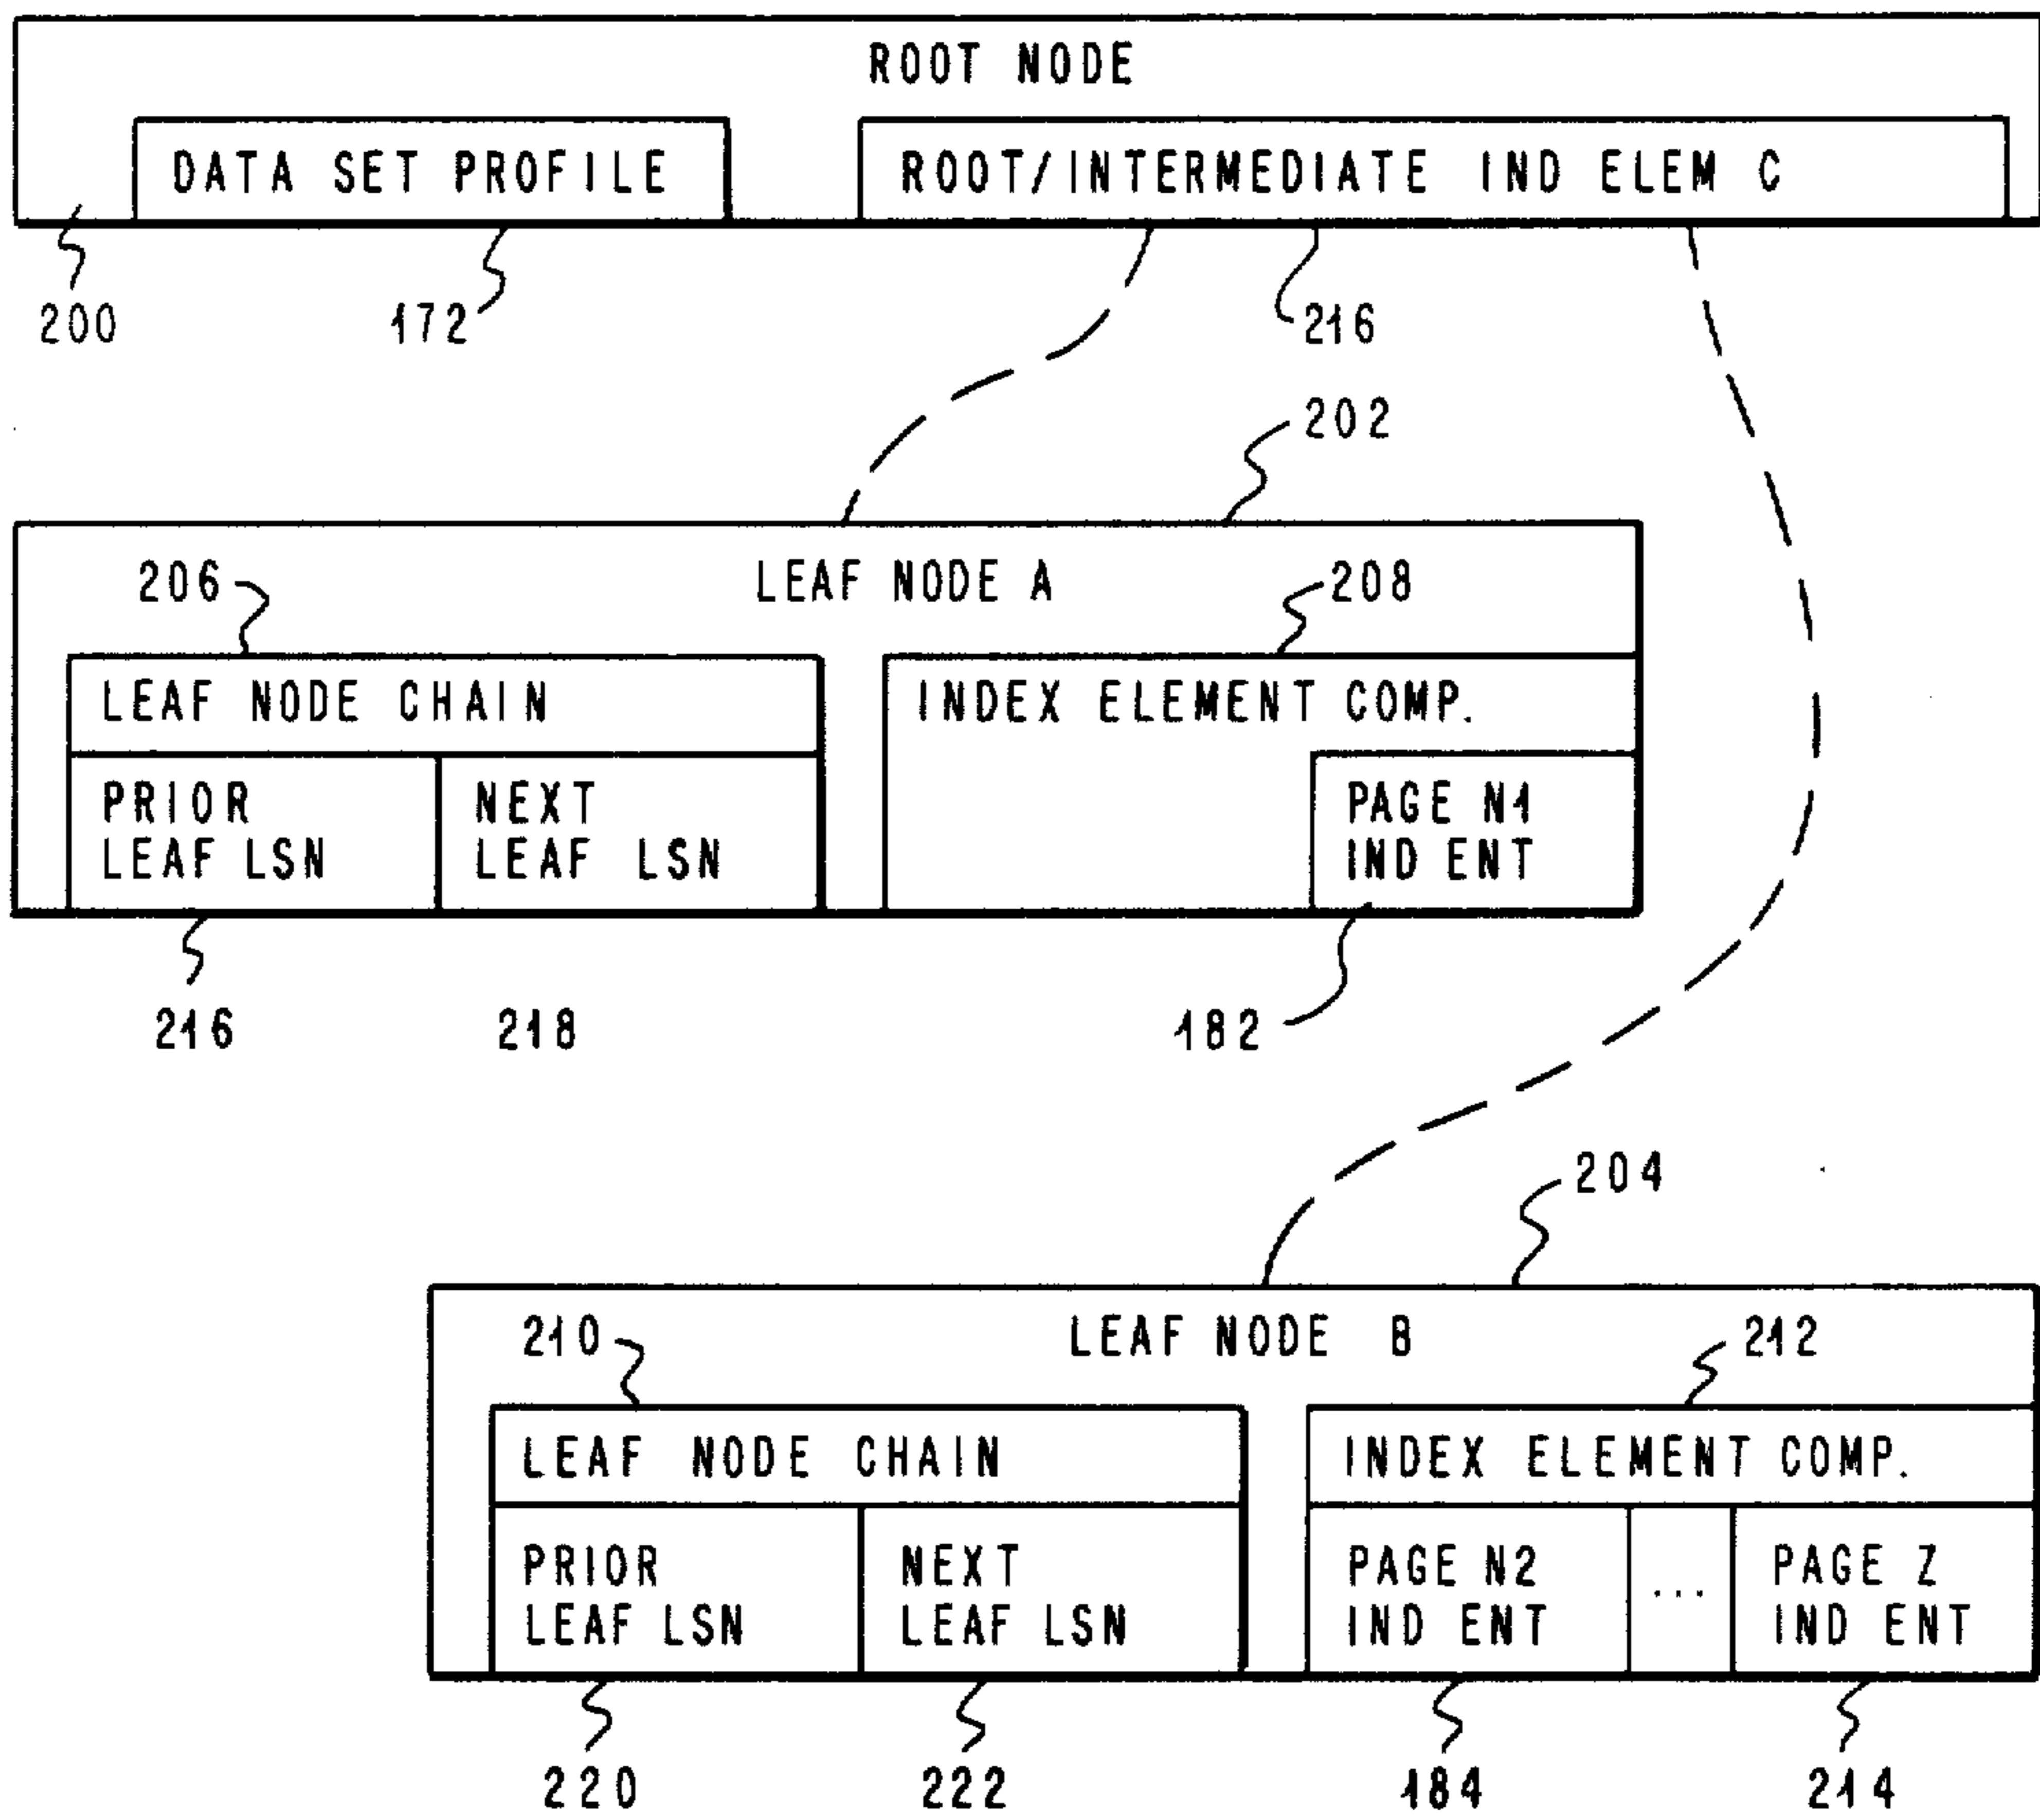 ROOT NODE
DATA SET PROFILE
ROOT/INTERMEDIATE IND ELEM C
200
172
216
202
LEAF NODE A
206
208
LEAF NODE CHAIN
INDEX ELEMENT COMP.
PRIOR
LEAF LSN
NEXT
LEAF LSN
PAGE N1
IND ENT
216
218
182
204
LEAF NODE B
210
212
LEAF NODE CHAIN
INDEX ELEMENT COMP.
PRIOR
LEAF LSN
NEXT
LEAF LSN
PAGE N2
IND ENT
...
PAGE Z
IND ENT
220
222
184
214